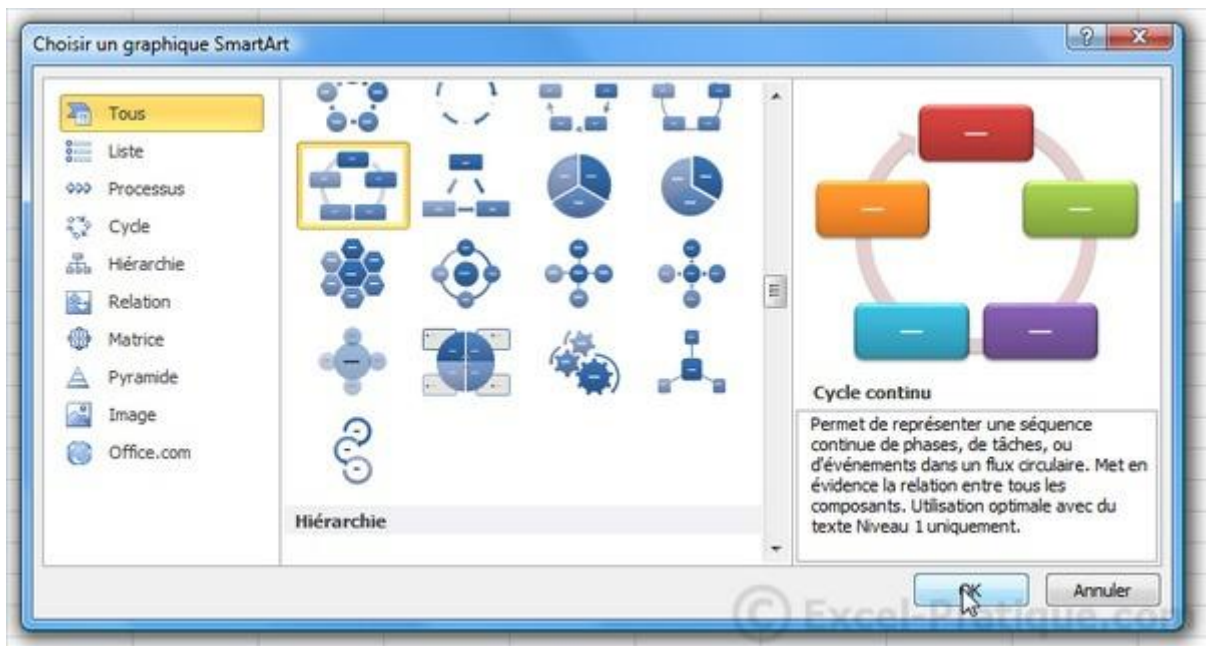 Choisir un graphique SmartArt
Tous
Liste
Processus
Cycle
Hiérarchie
Relation
Matrice
Pyramide
Image
Office.com
Hiérarchie
Cycle continu
Permet de représenter une séquence
continue de phases, de tâches, ou
d'événements dans un flux circulaire. Met en
évidence la relation entre tous les
composants. Utilisation optimale avec du
texte Niveau 1 uniquement.
OK
Annuler
© Excel-Pratique.com